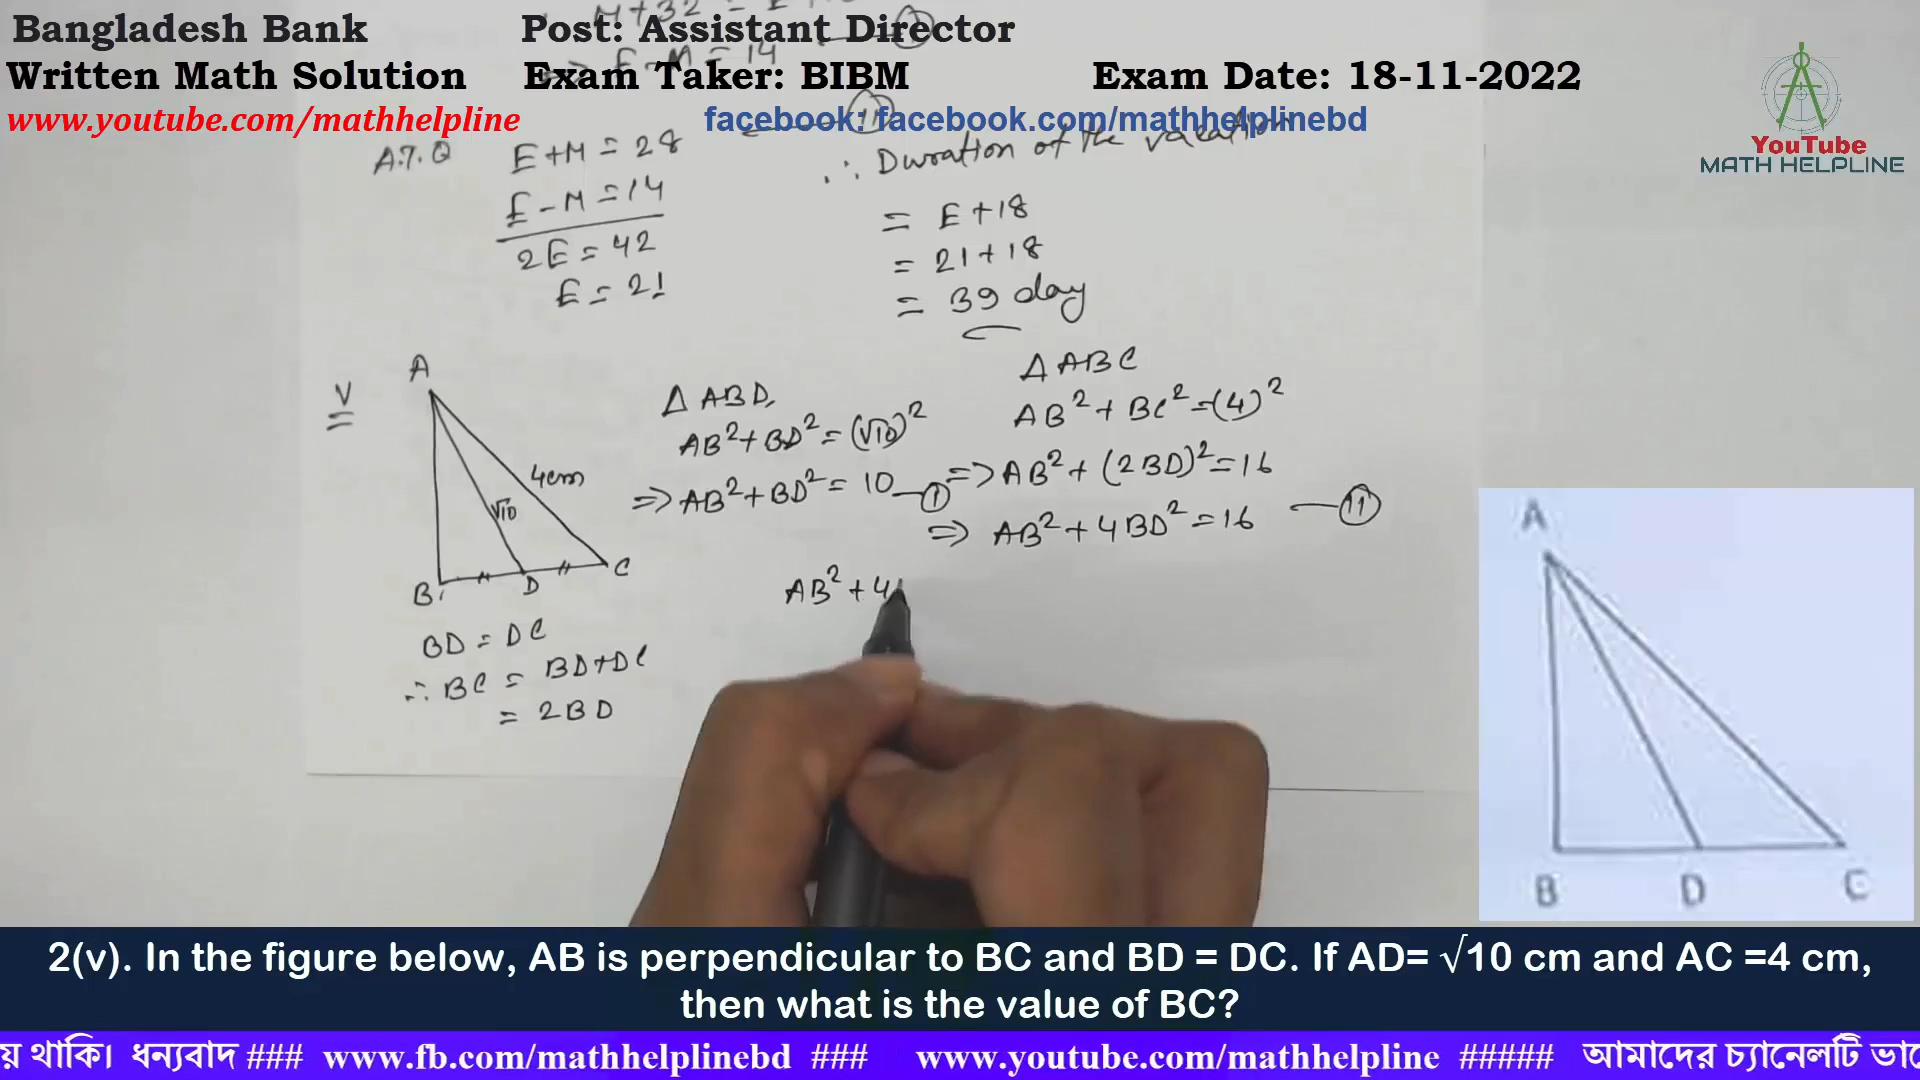 Bangladesh Bank Post: Assistant Director
Written Math Solution Exam Taker: BIBM Exam Date: 18-11-2022
www.youtube.com/mathhelpline facebook: facebook.com/mathhelplinebd
YouTube
MATH HELPLINE
E - M = 14
A.T.Q E+M = 28
E - M = 14
2E = 42
E = 21
∴ Duration of the vacation
= E+18
= 21+18
= 39 day
V
A
4cm
√10
B D C
BD = DC
∴ BC = BD+DC
= 2BD
Δ ABD,
AB²+BD² = (√10)²
=> AB²+BD² = 10 —(i)
Δ ABC
AB²+BC² = (4)²
=> AB²+(2BD)² = 16
=> AB²+4BD² = 16 —(ii)
AB²+4
A
B D C
2(v). In the figure below, AB is perpendicular to BC and BD = DC. If AD= √10 cm and AC =4 cm,
then what is the value of BC?
থাকি। ধন্যবাদ ### www.fb.com/mathhelplinebd ### www.youtube.com/mathhelpline ##### আমাদের চ্যানেলটি